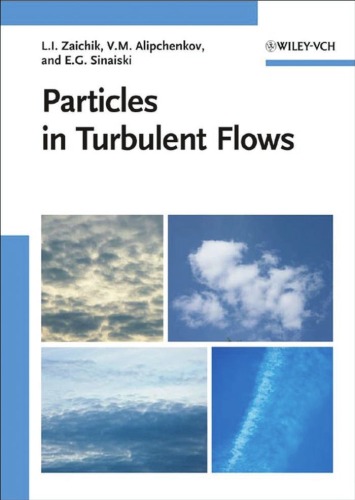 L.I. Zaichik, V.M. Alipchenkov,
and E.G. Sinaiski
WILEY-VCH
Particles
in Turbulent Flows